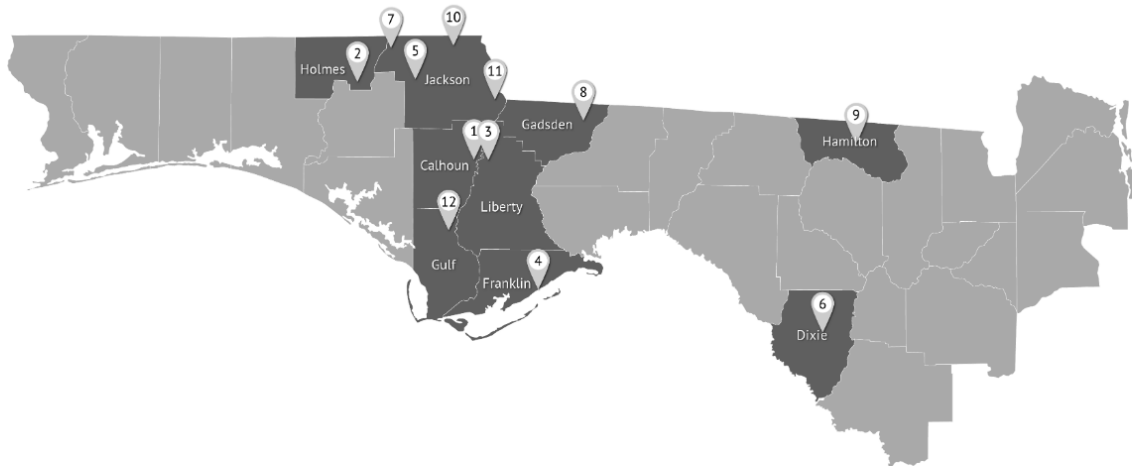 10
7
2
5
Holmes
Jackson
11
8
Gadsden
9
Hamilton
1
3
Calhoun
12
Liberty
Gulf
4
Franklin
6
Dixie